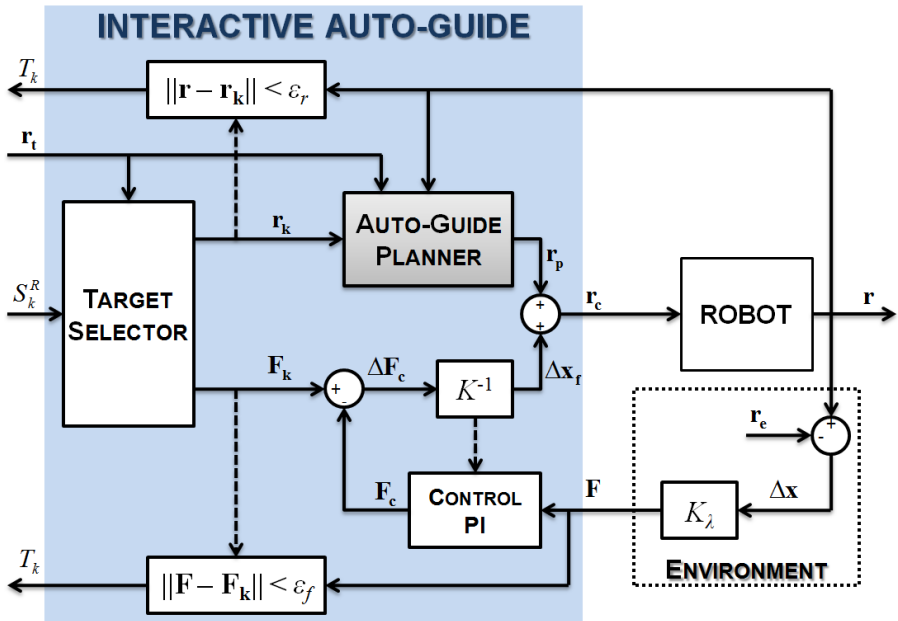 INTERACTIVE AUTO-GUIDE
T_k
||r – r_k|| < ε_r
r_t
r_k
AUTO-GUIDE
PLANNER
r_p
S_k^R
TARGET
SELECTOR
+
+
r_c
ROBOT
r
F_k
+
-
ΔF_c
K^-1
Δx_f
r_e
+
-
F_c
CONTROL
PI
F
K_λ
Δx
T_k
||F – F_k|| < ε_f
ENVIRONMENT